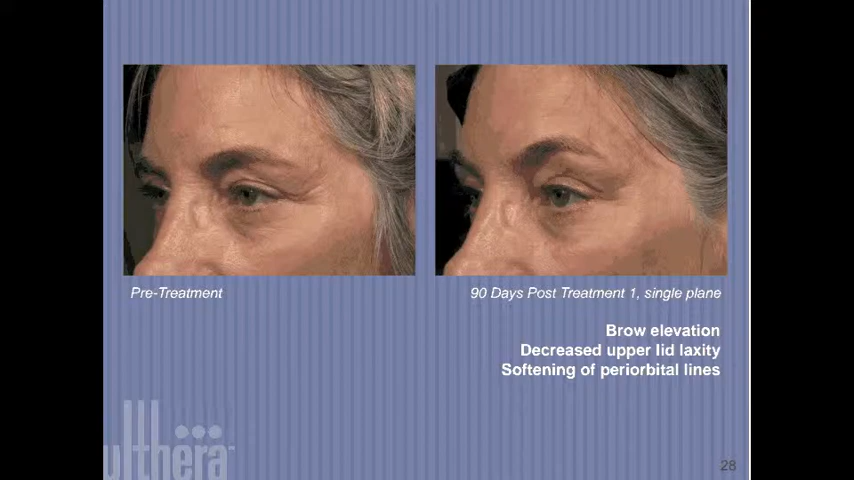 Pre-Treatment
90 Days Post Treatment 1, single plane
Brow elevation
Decreased upper lid laxity
Softening of periorbital lines
ulthera™
28